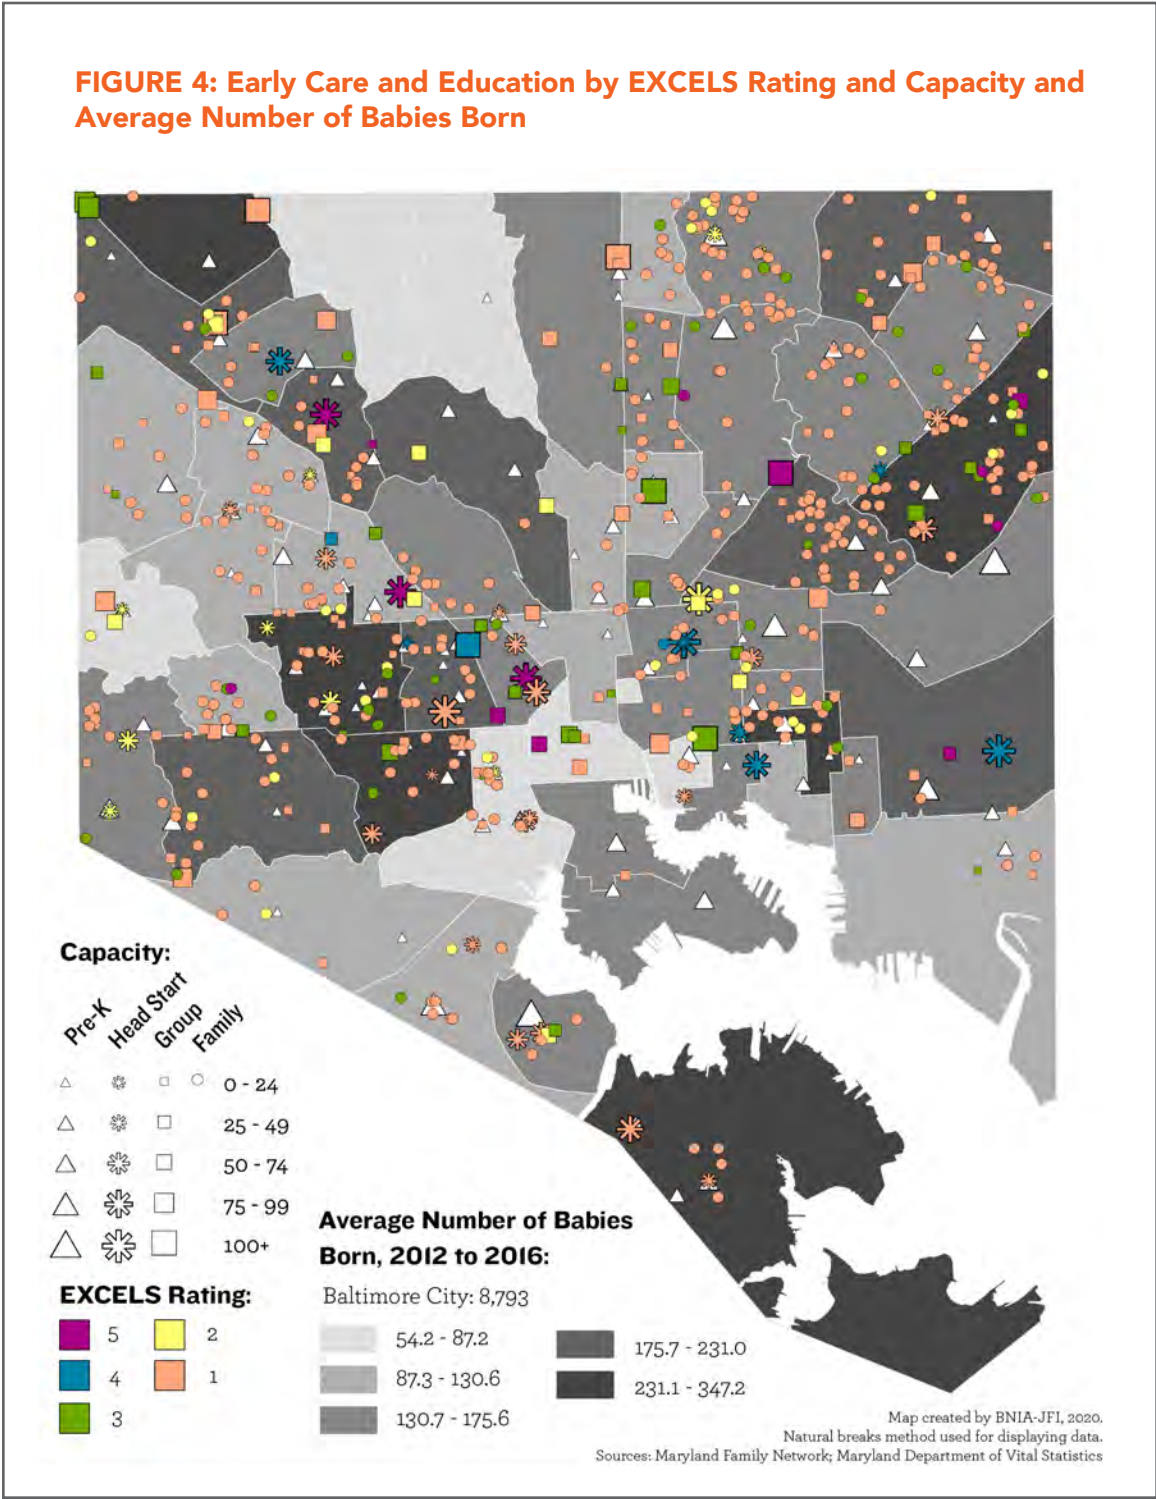 FIGURE 4: Early Care and Education by EXCELS Rating and Capacity and
Average Number of Babies Born
Capacity:
Pre-K
Head Start
Group
Family
0 - 24
25 - 49
50 - 74
75 - 99
100+
EXCELS Rating:
5
2
4
1
3
Average Number of Babies
Born, 2012 to 2016:
Baltimore City: 8,793
54.2 - 87.2
87.3 - 130.6
130.7 - 175.6
175.7 - 231.0
231.1 - 347.2
Map created by BNIA-JFI, 2020.
Natural breaks method used for displaying data.
Sources: Maryland Family Network; Maryland Department of Vital Statistics